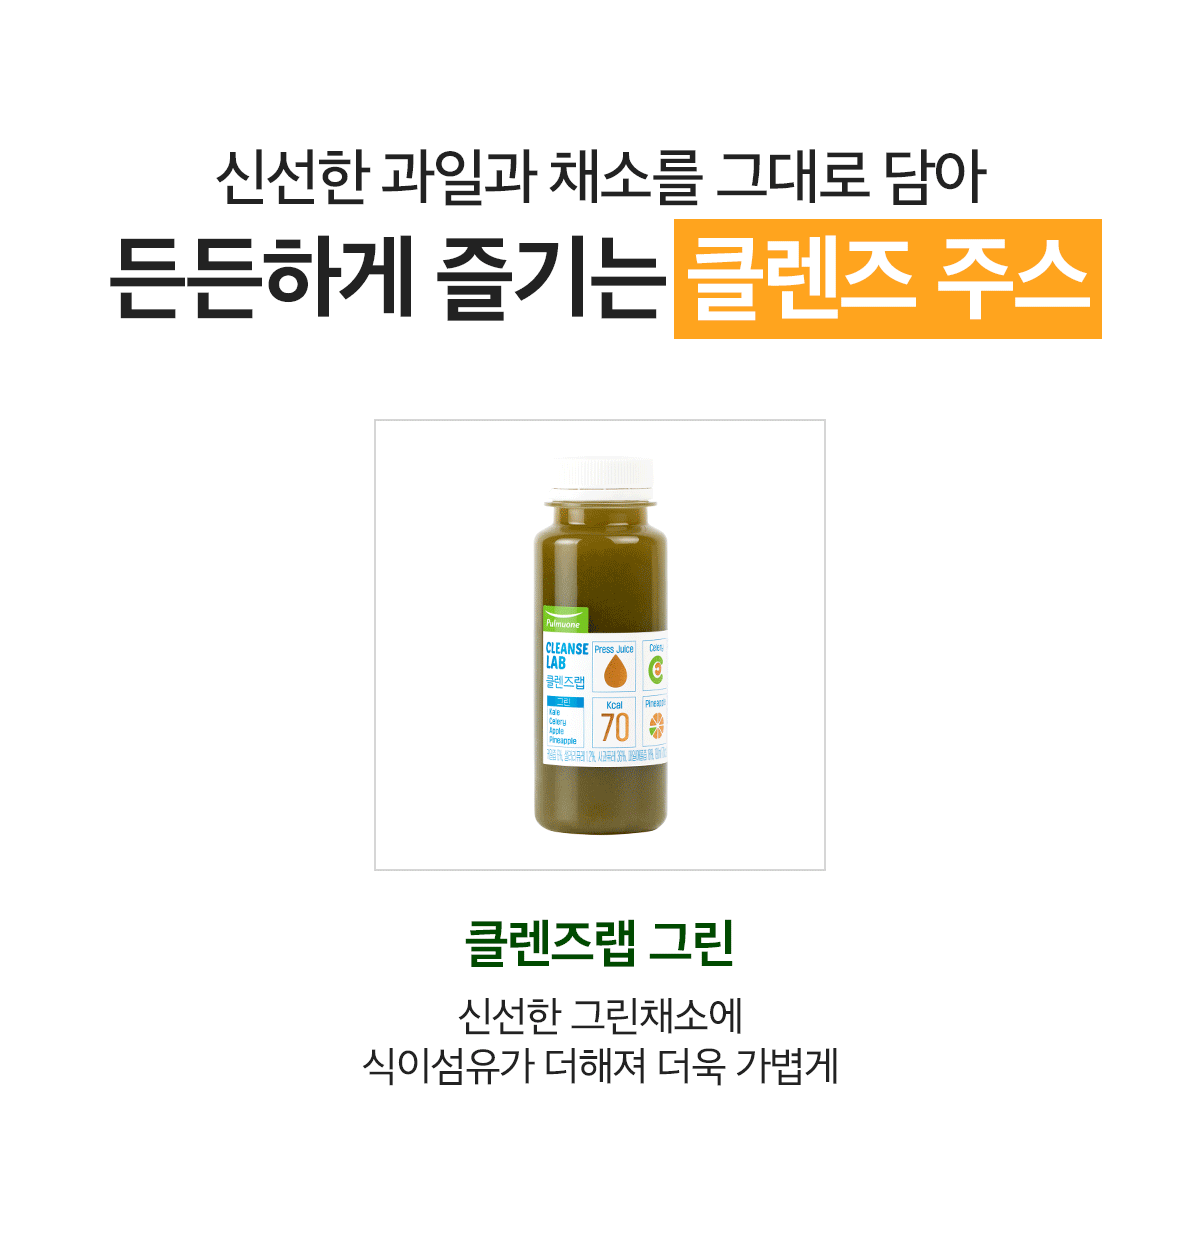 신선한 과일과 채소를 그대로 담아
든든하게 즐기는 클렌즈 주스
Pulmuone
CLEANSE
LAB
클렌즈랩
그린
Kale
Celery
Apple
Pineapple
Press Juice
Celery
Kcal
70
Pineapple
클렌즈랩 그린
신선한 그린채소에
식이섬유가 더해져 더욱 가볍게